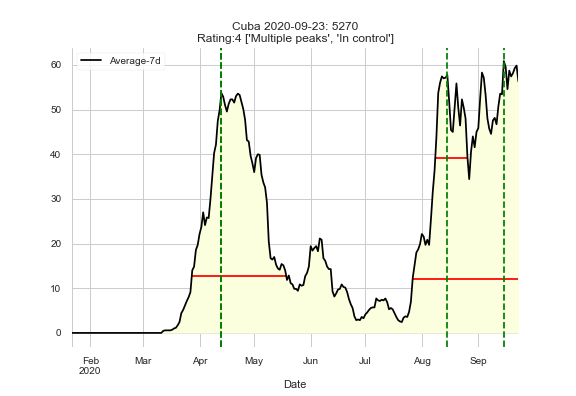 Cuba 2020-09-23: 5270
Rating:4 ['Multiple peaks', 'In control']
Average-7d
60
50
40
30
20
10
0
Feb
2020
Mar
Apr
May
Jun
Jul
Aug
Sep
Date